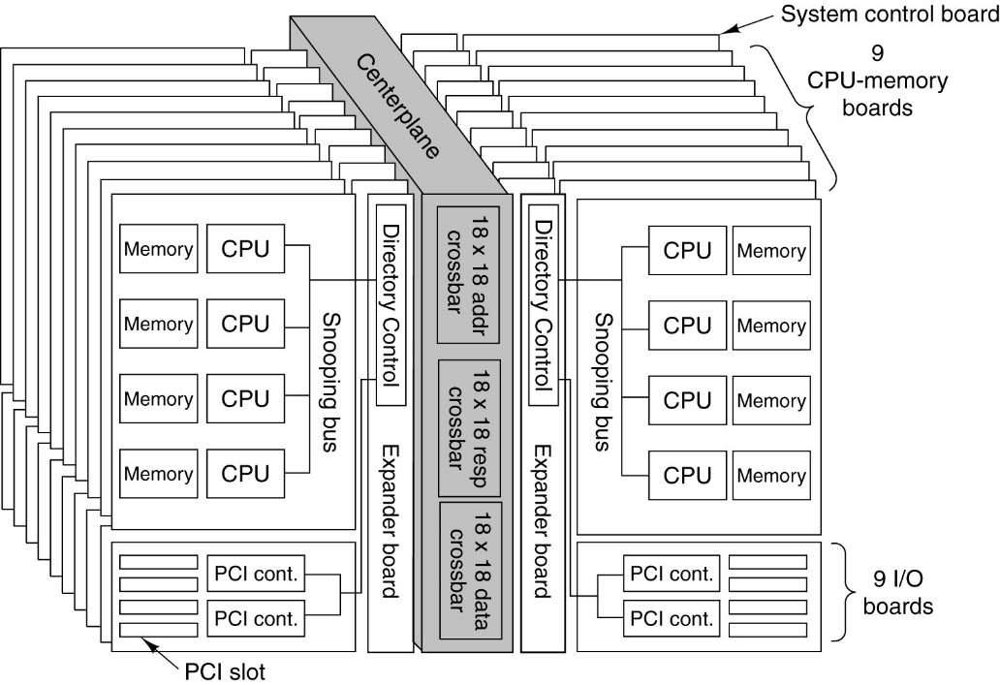 System control board
9
CPU-memory
boards
Centerplane
Memory
CPU
Memory
CPU
Memory
CPU
Memory
CPU
Snooping bus
Directory Control
Expander board
18 x 18 addr
crossbar
18 x 18 resp
crossbar
18 x 18 data
crossbar
Directory Control
Expander board
Snooping bus
CPU
Memory
CPU
Memory
CPU
Memory
CPU
Memory
PCI cont.
PCI cont.
PCI slot
PCI cont.
PCI cont.
9 I/O
boards